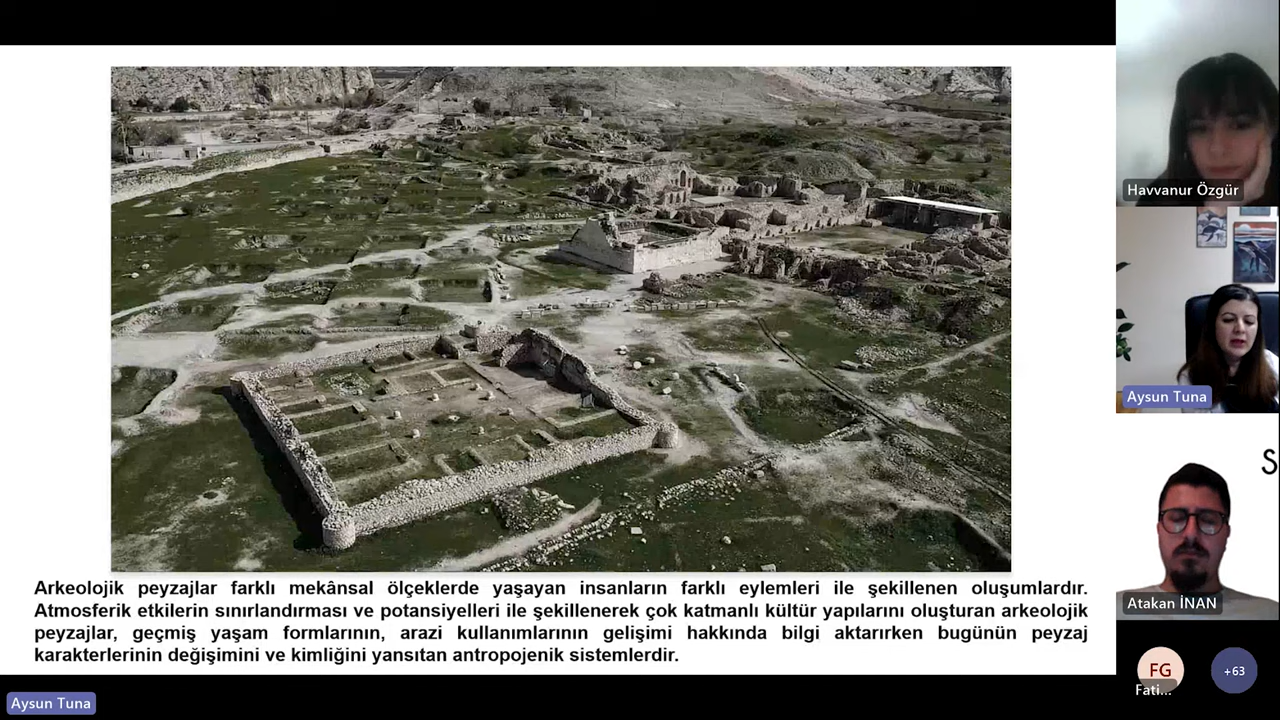 Arkeolojik peyzajlar farklı mekânsal ölçeklerde yaşayan insanların farklı eylemleri ile şekillenen oluşumlardır.
Atmosferik etkilerin sınırlandırması ve potansiyelleri ile şekillenerek çok katmanlı kültür yapılarını oluşturan arkeolojik
peyzajlar, geçmiş yaşam formlarının, arazi kullanımlarının gelişimi hakkında bilgi aktarırken bugünün peyzaj
karakterlerinin değişimini ve kimliğini yansıtan antropojenik sistemlerdir.
Aysun Tuna
Havvanur Özgür
Aysun Tuna
S
Atakan İNAN
FG
Fati...
+63